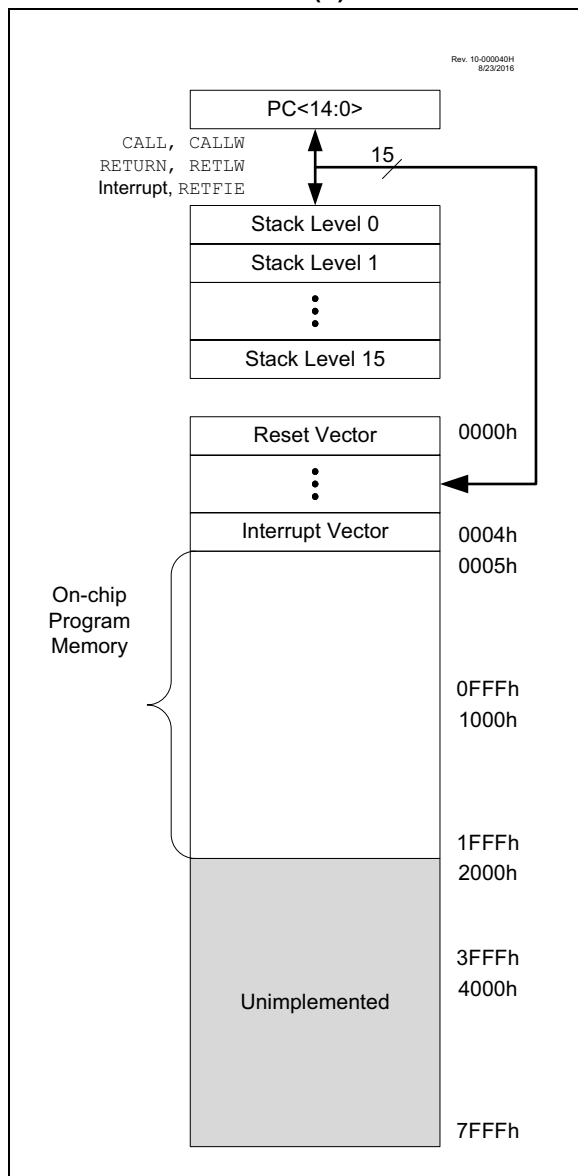 Rev. 10-000040H
8/23/2016
PC<14:0>
CALL, CALLW
RETURN, RETLW
Interrupt, RETFIE
15
Stack Level 0
Stack Level 1
Stack Level 15
Reset Vector
0000h
Interrupt Vector
0004h
0005h
On-chip
Program
Memory
0FFFh
1000h
1FFFh
2000h
Unimplemented
3FFFh
4000h
7FFFh